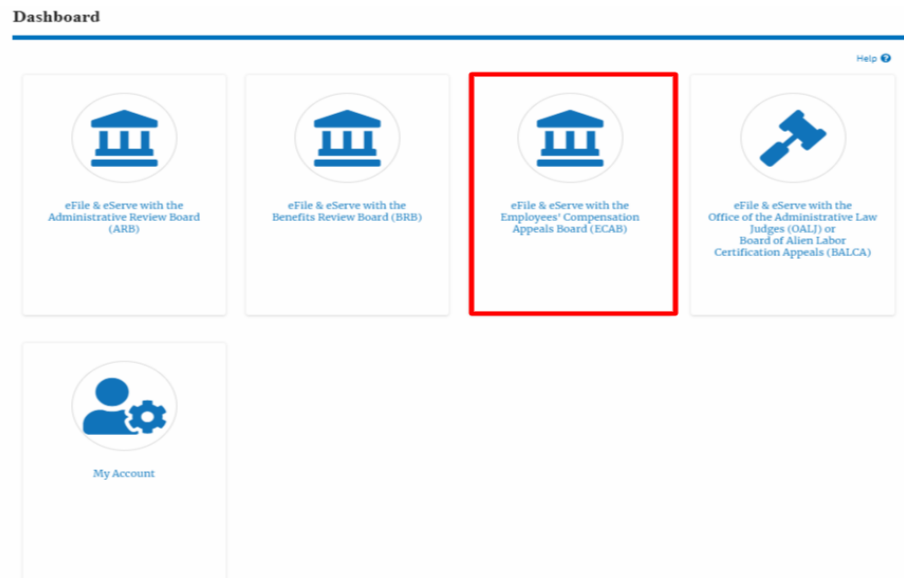 Dashboard
Help
eFile & eServe with the
Administrative Review Board
(ARB)
eFile & eServe with the
Benefits Review Board (BRB)
eFile & eServe with the
Employees' Compensation
Appeals Board (ECAB)
eFile & eServe with the
Office of the Administrative Law
Judges (OALJ) or
Board of Alien Labor
Certification Appeals (BALCA)
My Account